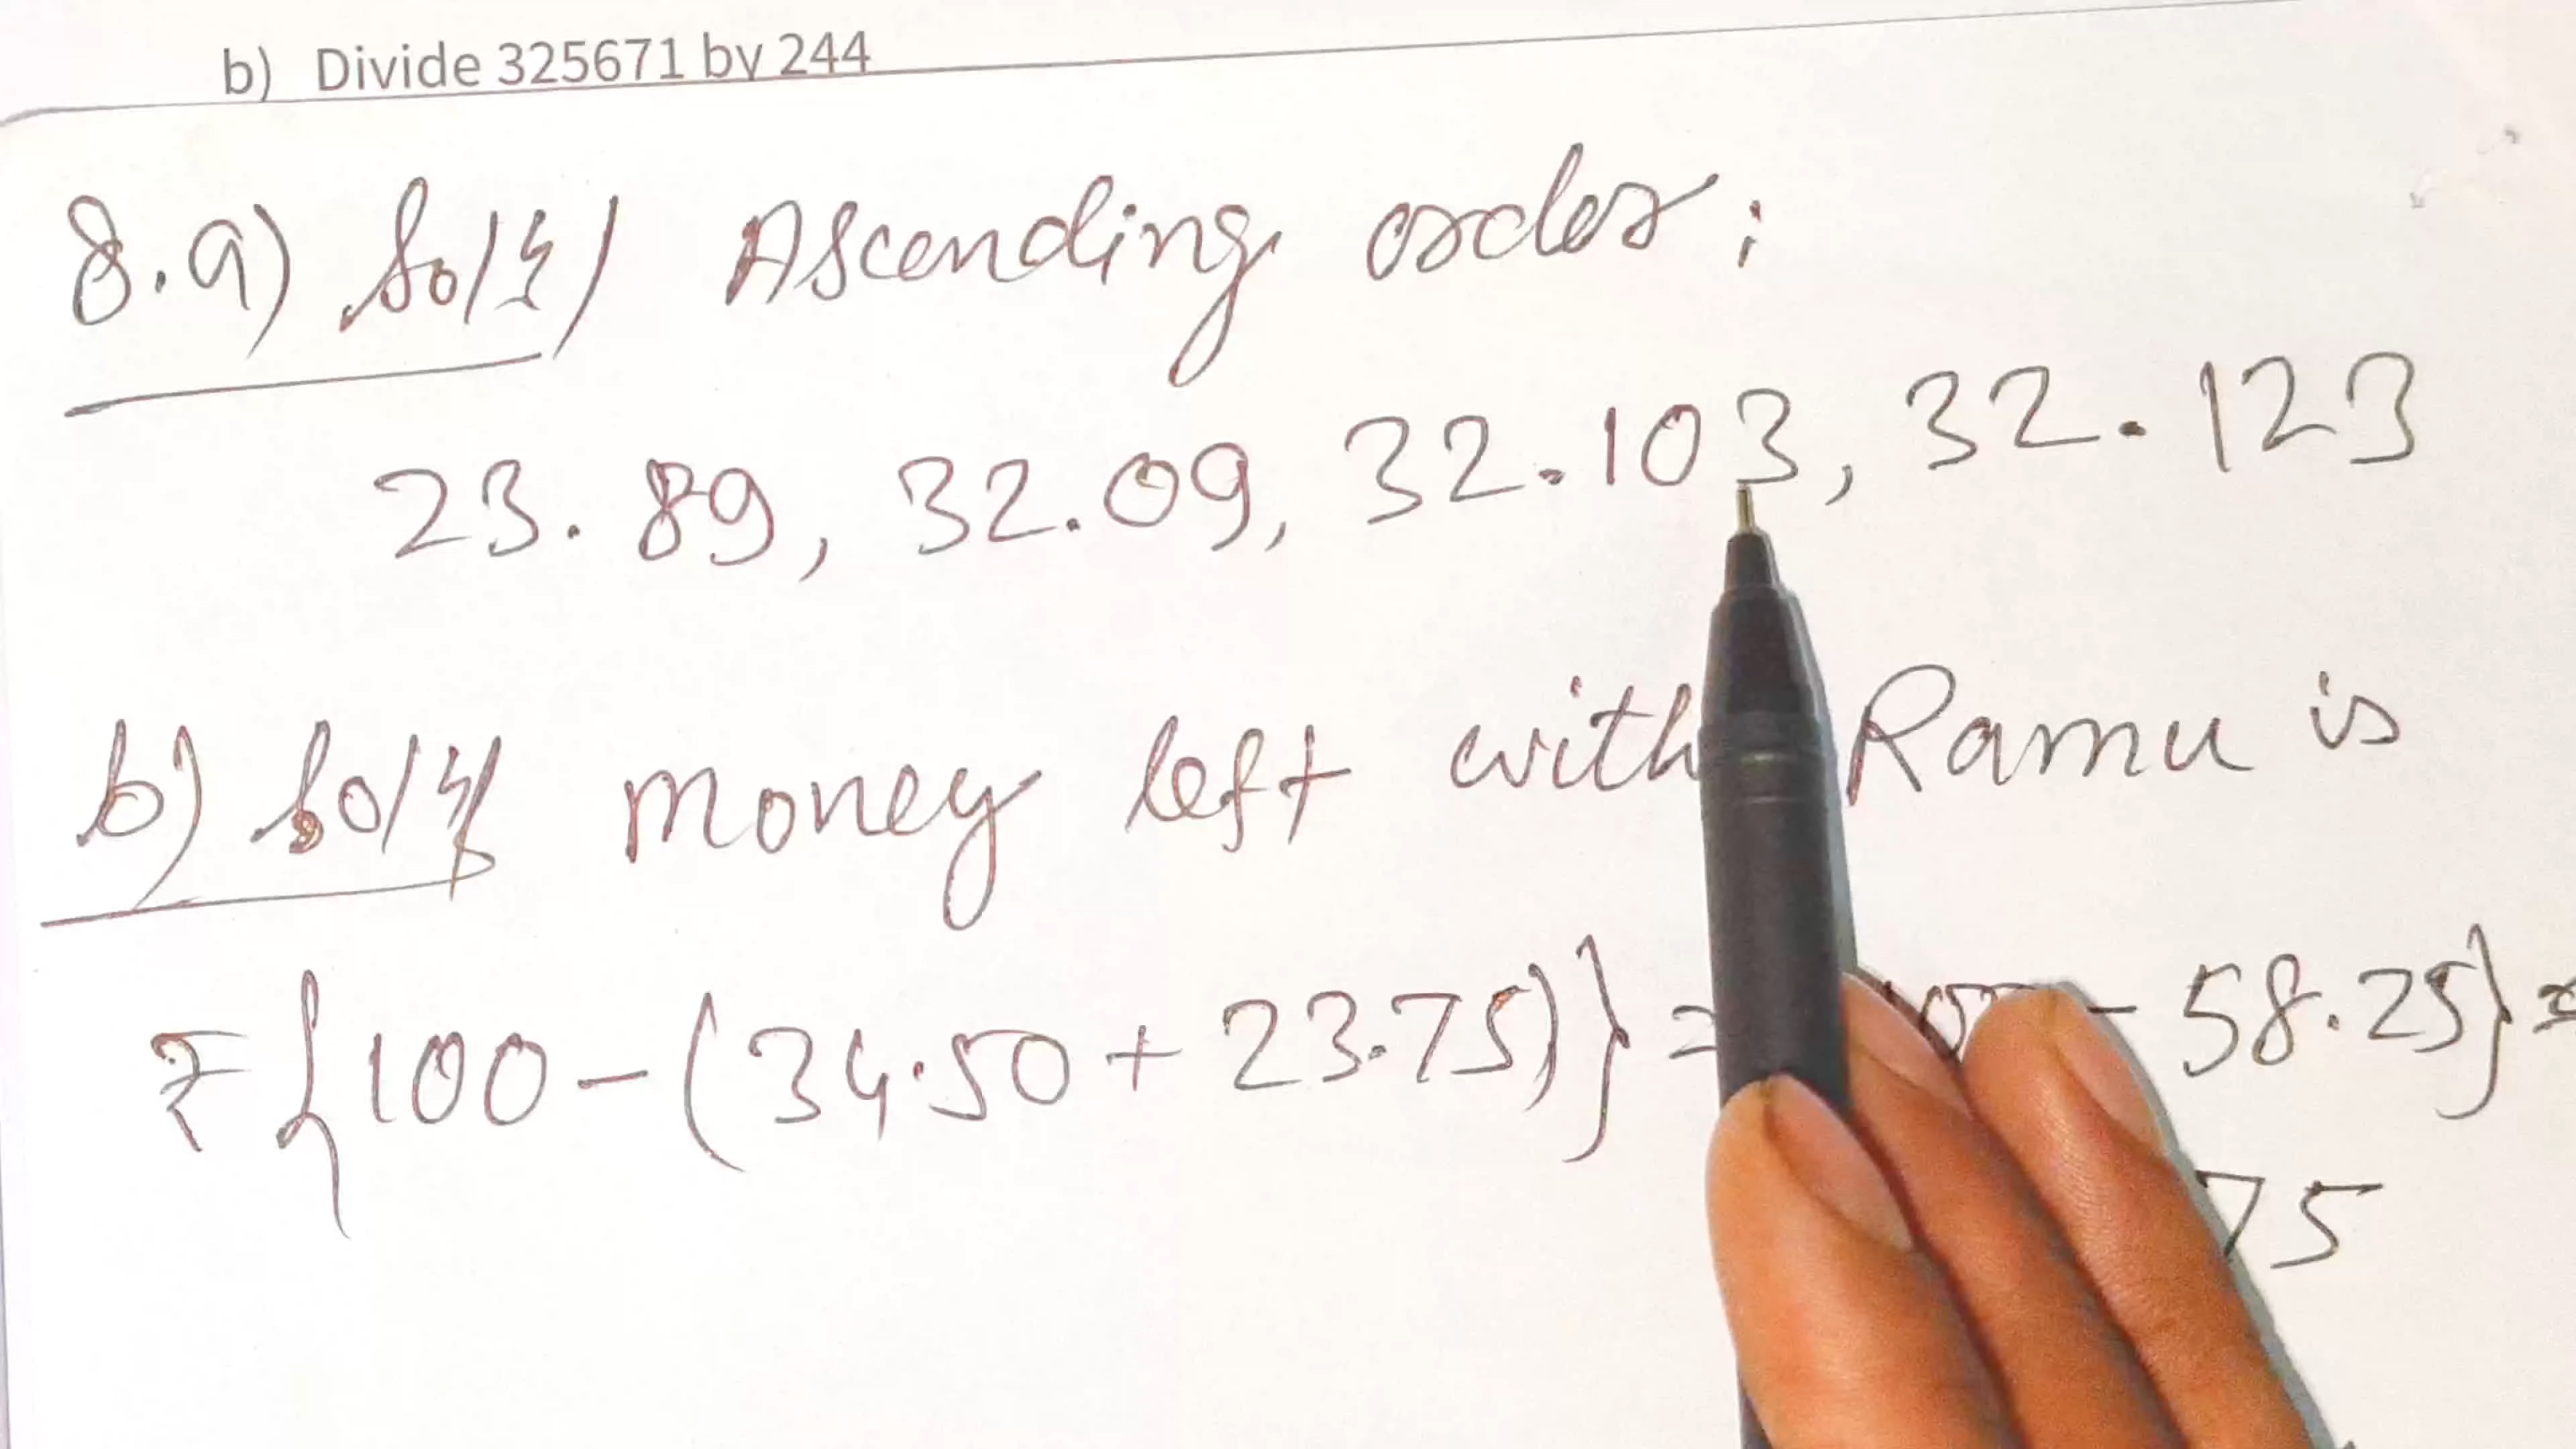 b) Divide 325671 by 244
8.a) Sol: Ascending order:
23.89, 32.09, 32.103, 32.123
b) Sol: Money left with Ramu is
₹{100-(34.50+23.75)} = - 58.25} =
75